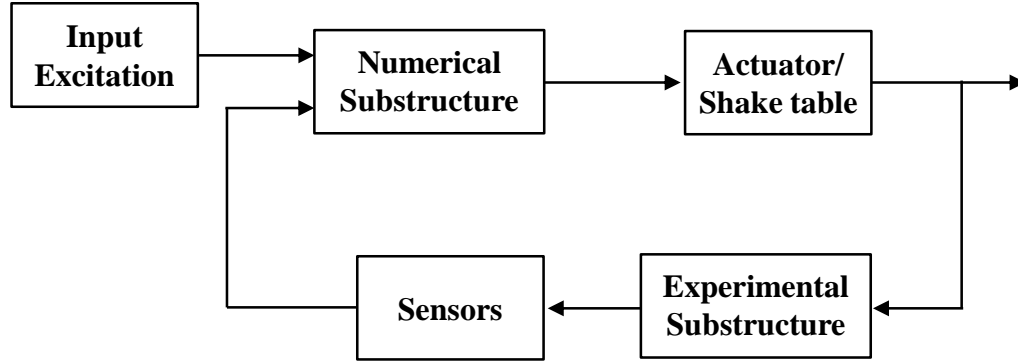 Input
Excitation
Numerical
Substructure
Actuator/
Shake table
Sensors
Experimental
Substructure